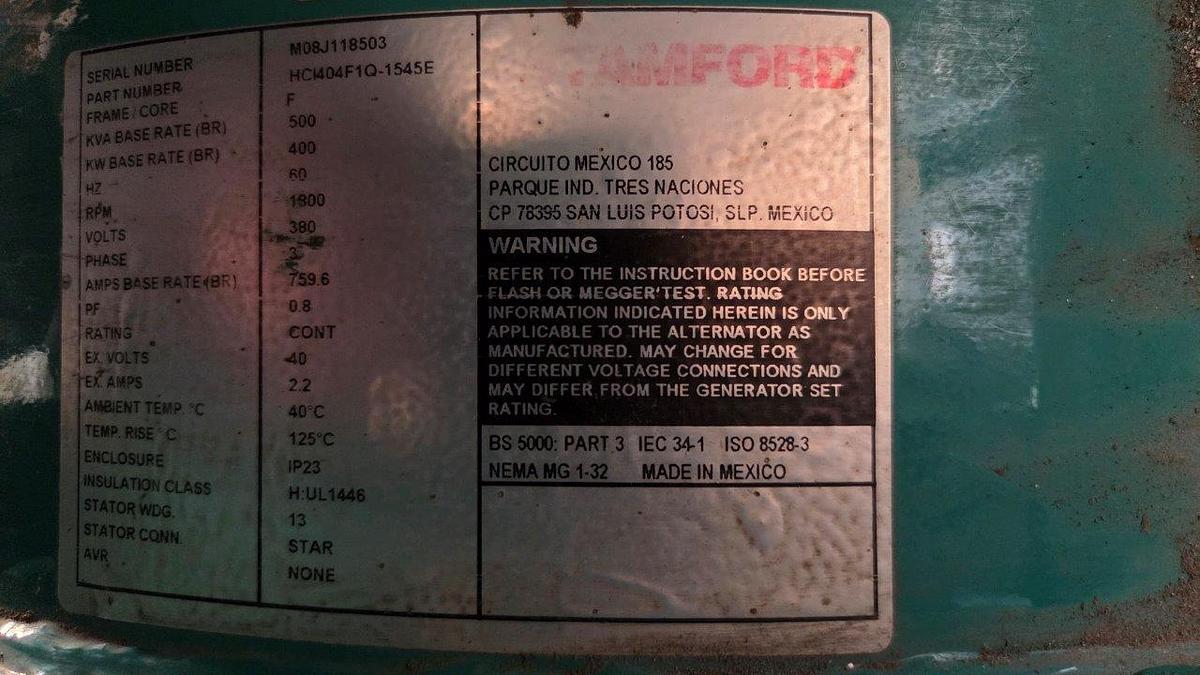 SERIAL NUMBER M08J118503
PART NUMBER HCI404F1Q-1545E
FRAME / CORE F
KVA BASE RATE (BR) 500
KW BASE RATE (BR) 400
HZ 60
RPM 1800
VOLTS 380
PHASE 3
AMPS BASE RATE (BR) 759.6
PF 0.8
RATING CONT
EX. VOLTS 40
EX. AMPS 2.2
AMBIENT TEMP. °C 40°C
TEMP. RISE °C 125°C
ENCLOSURE IP23
INSULATION CLASS H:UL1446
STATOR WDG. 13
STATOR CONN. STAR
AVR NONE
AMFORD
CIRCUITO MEXICO 185
PARQUE IND. TRES NACIONES
CP 78395 SAN LUIS POTOSI, SLP. MEXICO
WARNING
REFER TO THE INSTRUCTION BOOK BEFORE
FLASH OR MEGGER TEST. RATING
INFORMATION INDICATED HEREIN IS ONLY
APPLICABLE TO THE ALTERNATOR AS
MANUFACTURED. MAY CHANGE FOR
DIFFERENT VOLTAGE CONNECTIONS AND
MAY DIFFER FROM THE GENERATOR SET
RATING.
BS 5000: PART 3 IEC 34-1 ISO 8528-3
NEMA MG 1-32 MADE IN MEXICO